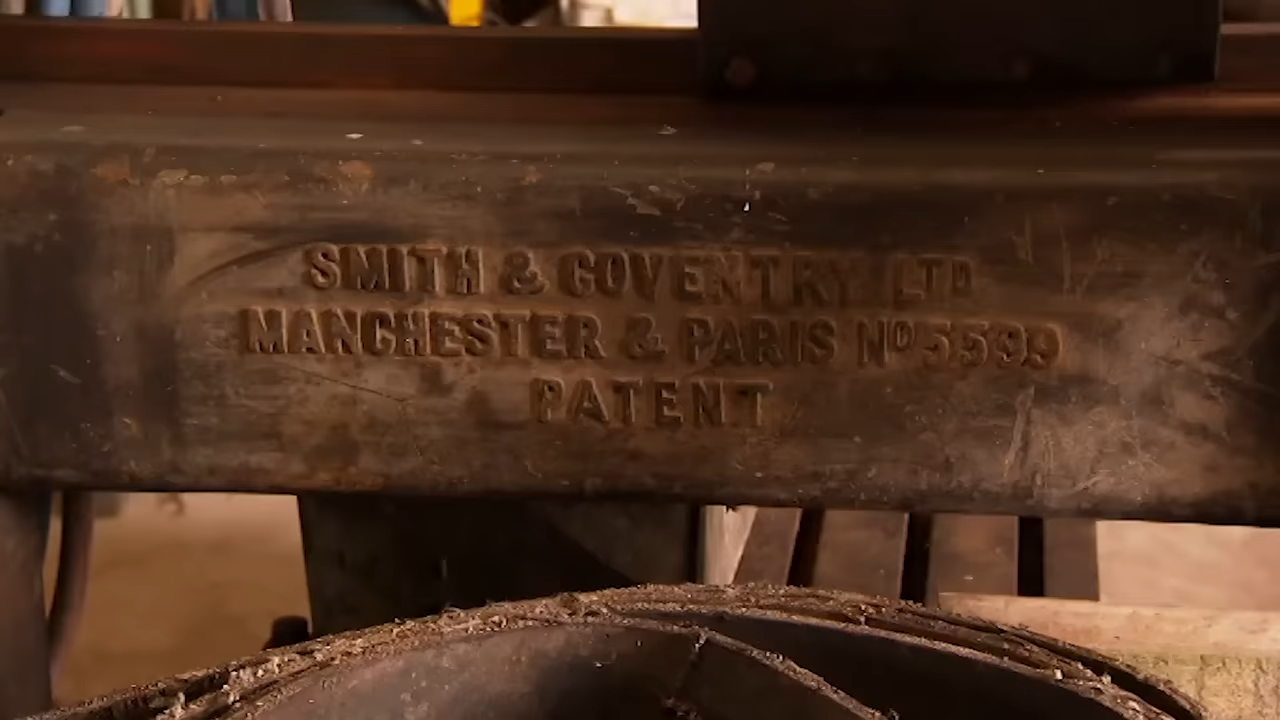 SMITH & COVENTRY LTD
MANCHESTER & PARIS Nº 5599
PATENT